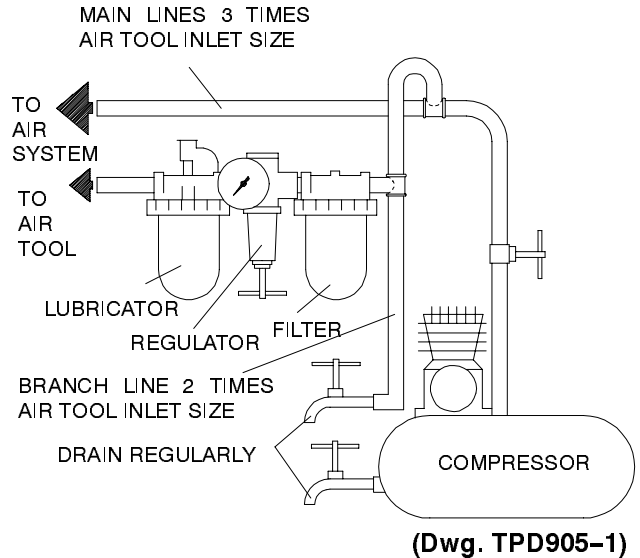 MAIN LINES 3 TIMES
AIR TOOL INLET SIZE
TO
AIR
SYSTEM
TO
AIR
TOOL
LUBRICATOR
REGULATOR
FILTER
BRANCH LINE 2 TIMES
AIR TOOL INLET SIZE
DRAIN REGULARLY
COMPRESSOR
(Dwg. TPD905–1)